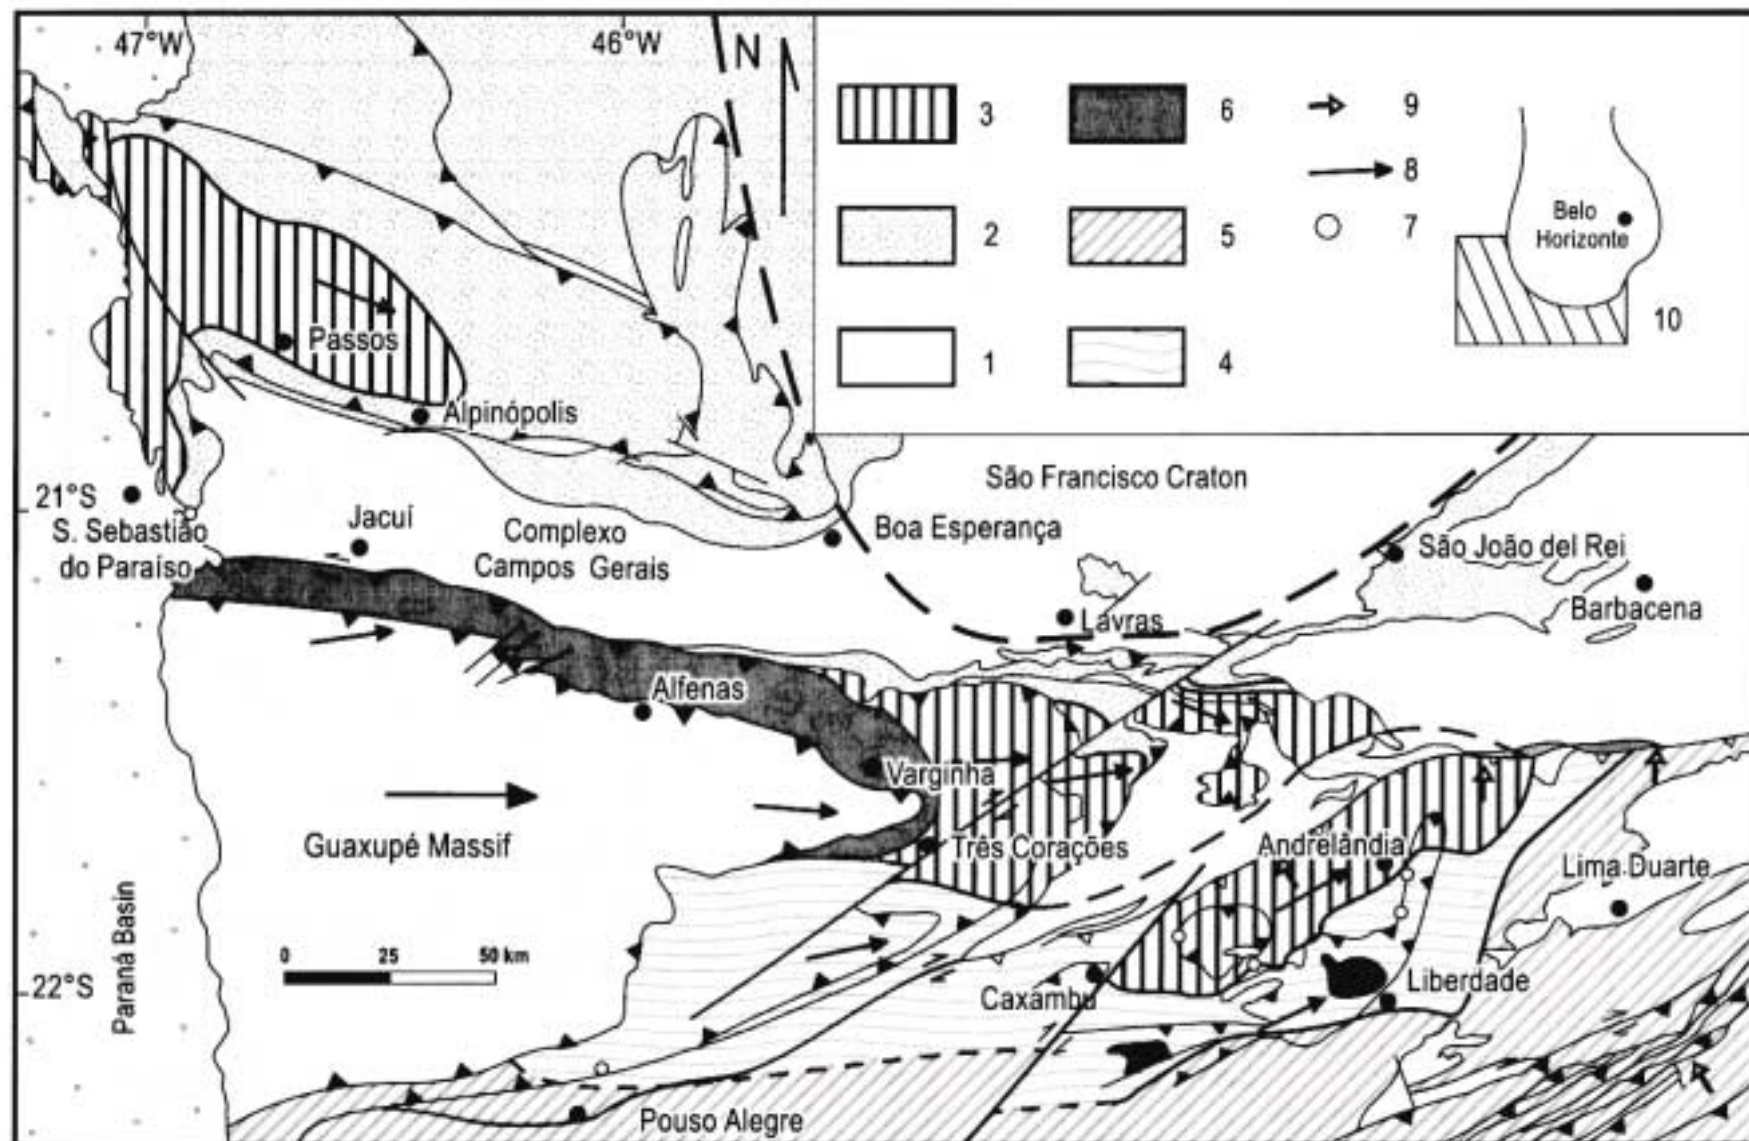 47°W
46°W
N
3
6
9
8
2
5
7
Belo
Horizonte
1
4
10
Passos
Alpinópolis
21°S
São Francisco Craton
S. Sebastião
do Paraíso
Jacuí
Complexo
Campos Gerais
Boa Esperança
São João del Rei
Lavras
Barbacena
Alfenas
Varginha
Guaxupé Massif
Três Corações
Andrelândia
Lima Duarte
Paraná Basin
0
25
50 km
22°S
Caxambu
Liberdade
Pouso Alegre